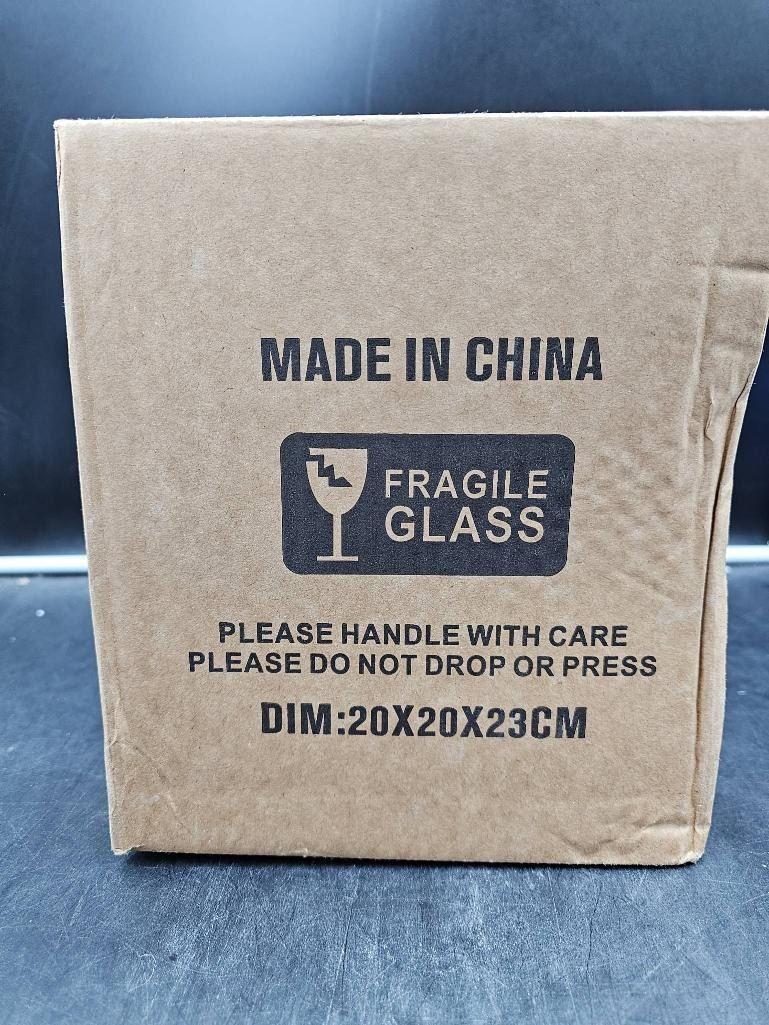 MADE IN CHINA
FRAGILE
GLASS
PLEASE HANDLE WITH CARE
PLEASE DO NOT DROP OR PRESS
DIM:20X20X23CM